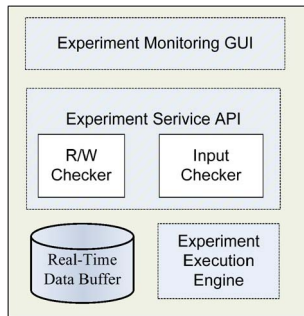 Experiment Monitoring GUI
Experiment Serivice API
R/W
Checker
Input
Checker
Real-Time
Data Buffer
Experiment
Execution
Engine